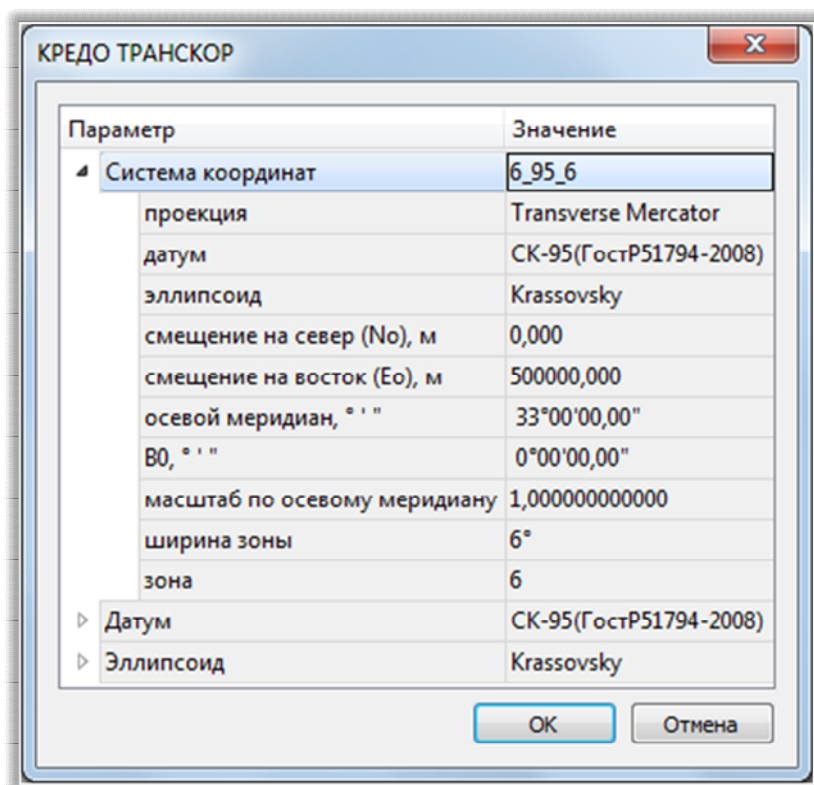 КРЕДО ТРАНСКОР
Параметр Значение
Система координат 6_95_6
проекция Transverse Mercator
датум СК-95(ГостР51794-2008)
эллипсоид Krassovsky
смещение на север (No), м 0,000
смещение на восток (Eo), м 500000,000
осевой меридиан, ° ' " 33°00'00,00"
B0, ° ' " 0°00'00,00"
масштаб по осевому меридиану 1,000000000000
ширина зоны 6°
зона 6
Датум СК-95(ГостР51794-2008)
Эллипсоид Krassovsky
OK Отмена